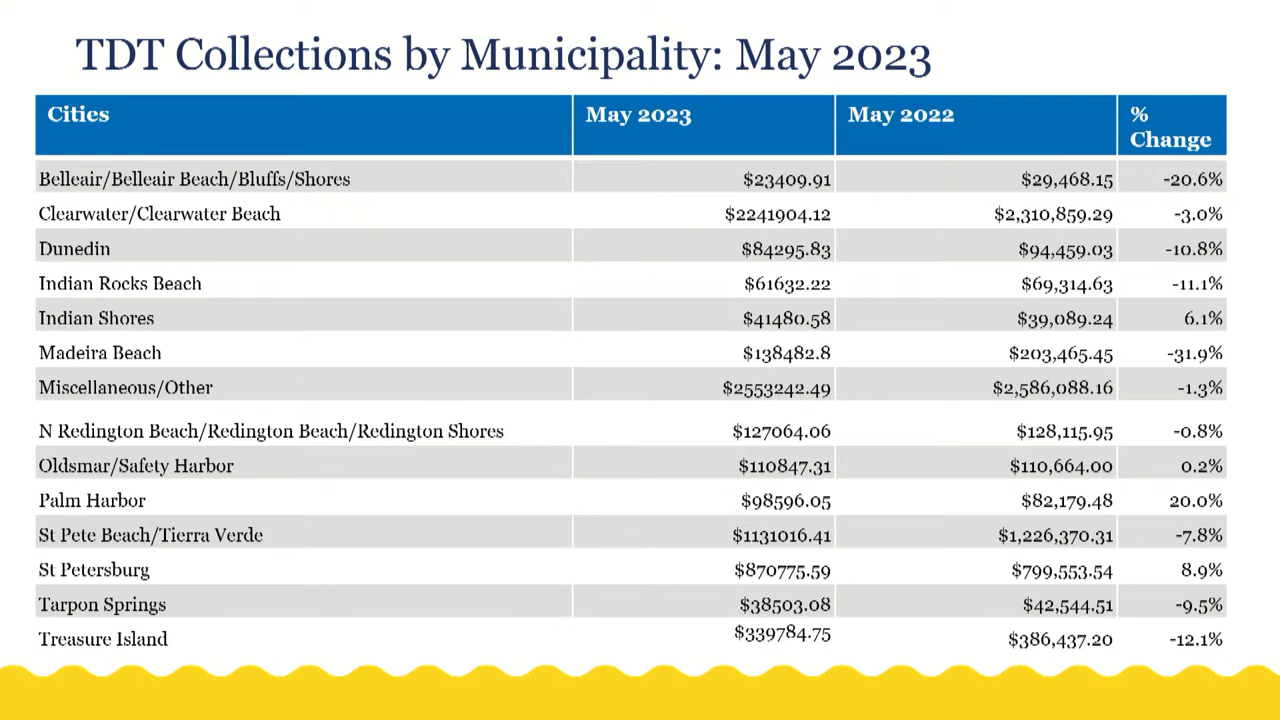 TDT Collections by Municipality: May 2023
Cities May 2023 May 2022 % Change
Belleair/Belleair Beach/Bluffs/Shores $23409.91 $29,468.15 -20.6%
Clearwater/Clearwater Beach $2241904.12 $2,310,859.29 -3.0%
Dunedin $84295.83 $94,459.03 -10.8%
Indian Rocks Beach $61632.22 $69,314.63 -11.1%
Indian Shores $41480.58 $39,089.24 6.1%
Madeira Beach $138482.8 $203,465.45 -31.9%
Miscellaneous/Other $2553242.49 $2,586,088.16 -1.3%
N Redington Beach/Redington Beach/Redington Shores $127064.06 $128,115.95 -0.8%
Oldsmar/Safety Harbor $110847.31 $110,664.00 0.2%
Palm Harbor $98596.05 $82,179.48 20.0%
St Pete Beach/Tierra Verde $1131016.41 $1,226,370.31 -7.8%
St Petersburg $870775.59 $799,553.54 8.9%
Tarpon Springs $38503.08 $42,544.51 -9.5%
Treasure Island $339784.75 $386,437.20 -12.1%